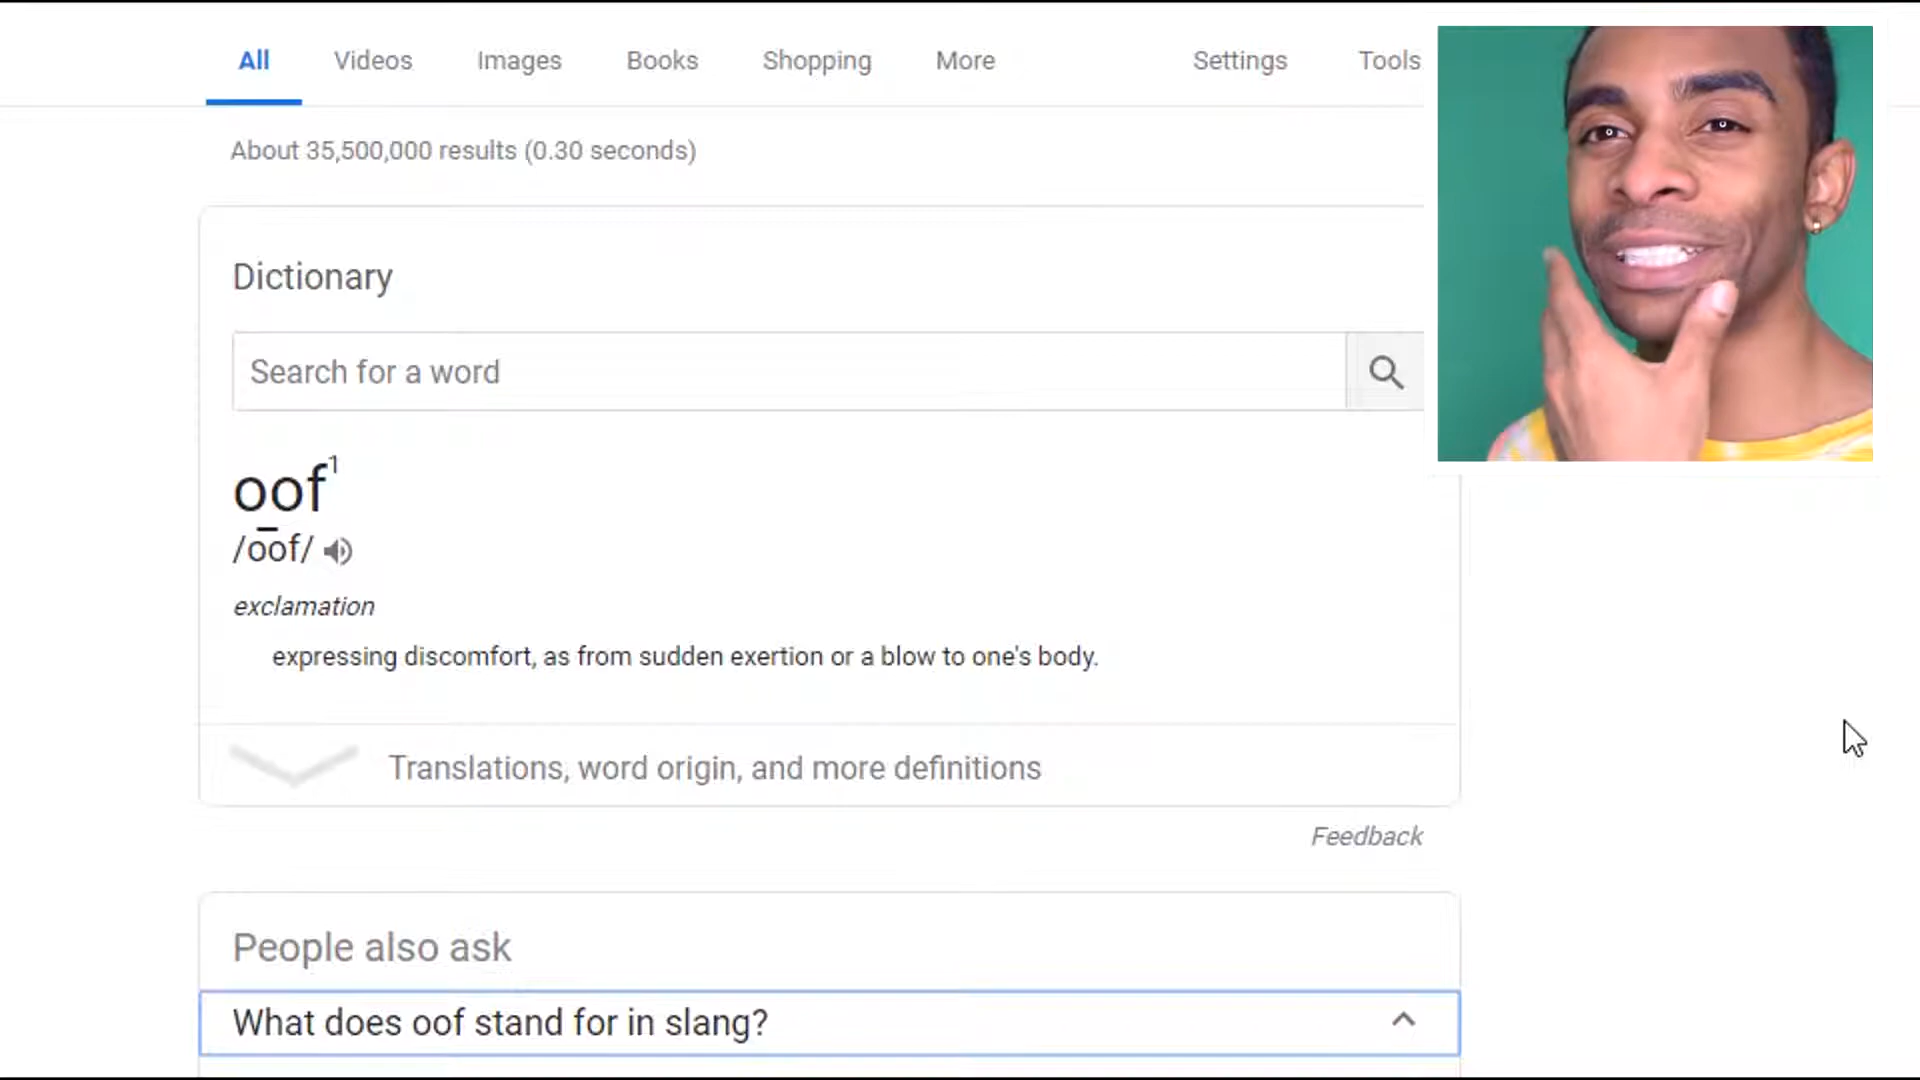 All Videos Images Books Shopping More Settings Tools
About 35,500,000 results (0.30 seconds)
Dictionary
Search for a word
oof¹
/o͞of/
exclamation
expressing discomfort, as from sudden exertion or a blow to one's body.
Translations, word origin, and more definitions
Feedback
People also ask
What does oof stand for in slang?